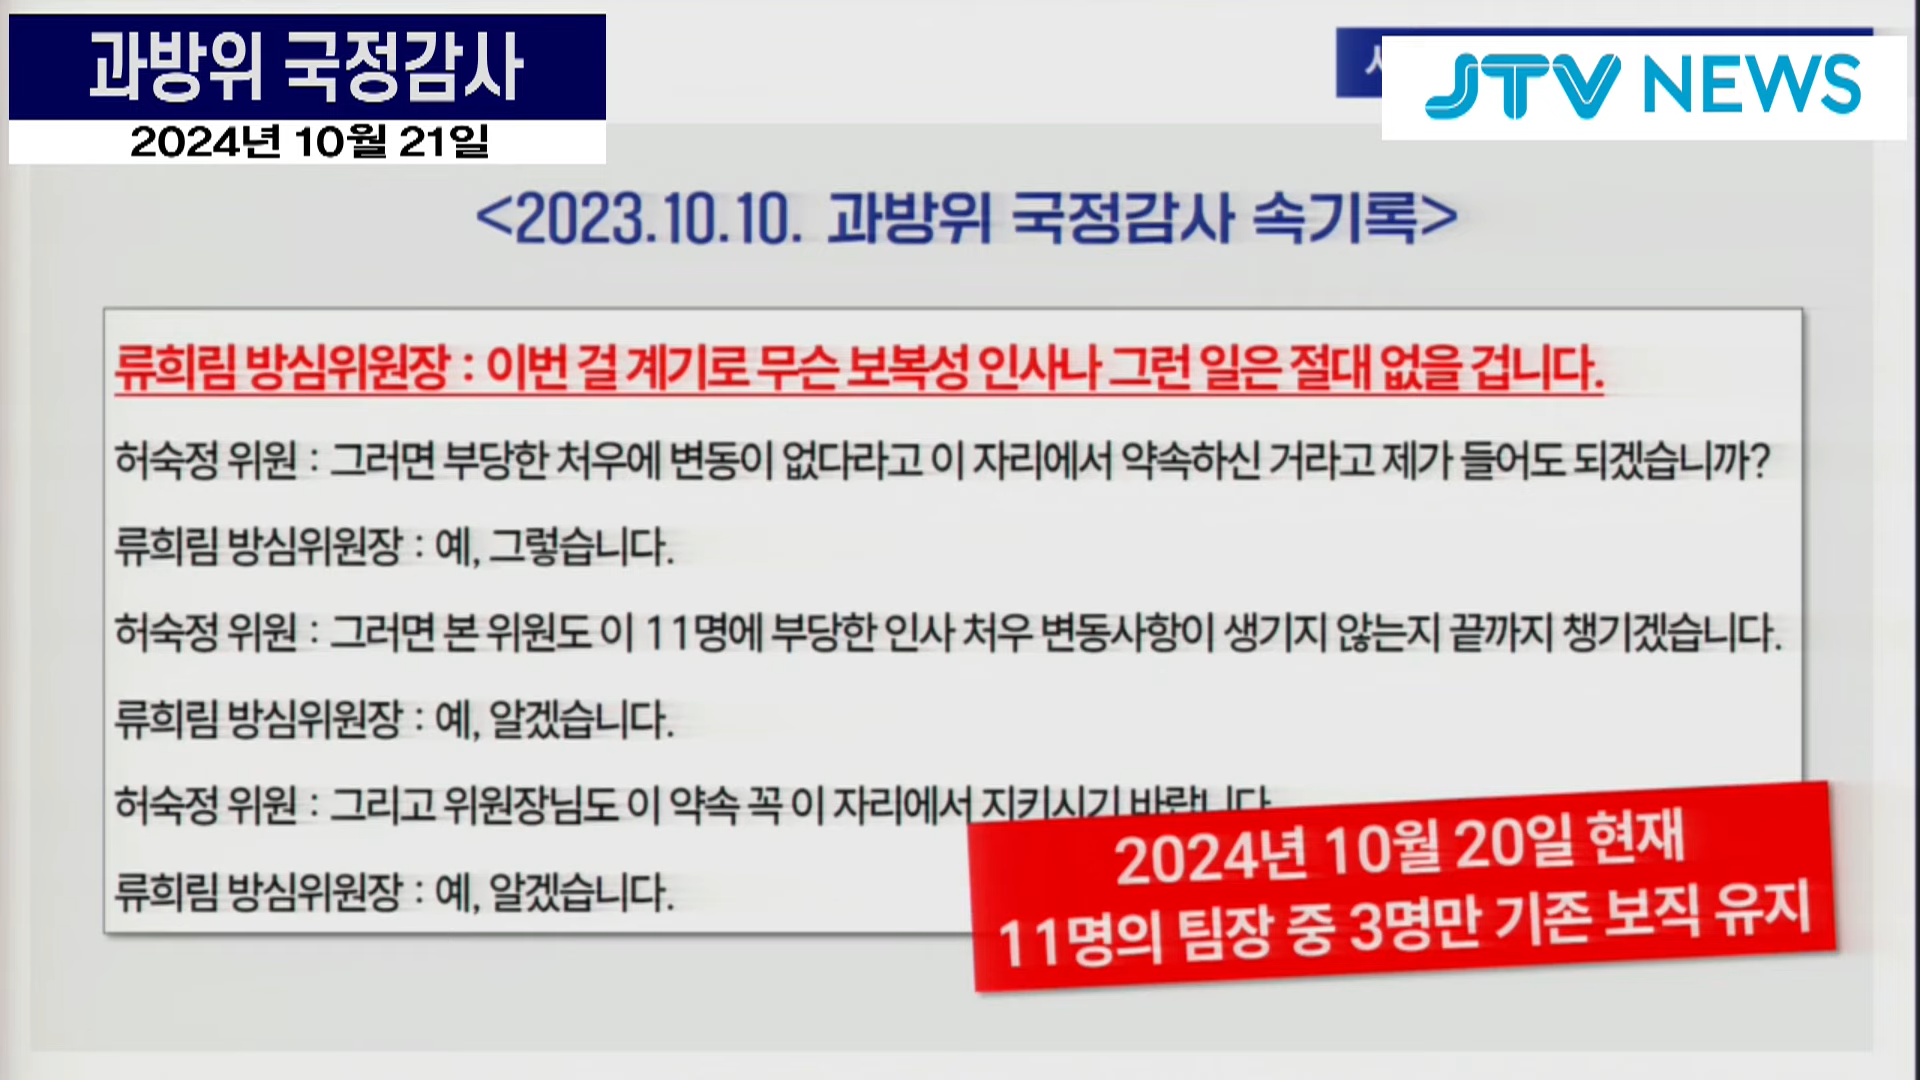 과방위 국정감사
2024년 10월 21일
JTV NEWS
<2023.10.10. 과방위 국정감사 속기록>
류희림 방심위원장 : 이번 걸 계기로 무슨 보복성 인사나 그런 일은 절대 없을 겁니다.
허숙정 위원 : 그러면 부당한 처우에 변동이 없다라고 이 자리에서 약속하신 거라고 제가 들어도 되겠습니까?
류희림 방심위원장 : 예, 그렇습니다.
허숙정 위원 : 그러면 본 위원도 이 11명에 부당한 인사 처우 변동사항이 생기지 않는지 끝까지 챙기겠습니다.
류희림 방심위원장 : 예, 알겠습니다.
허숙정 위원 : 그리고 위원장님도 이 약속 꼭 이 자리에서 지키시기 바랍니다.
류희림 방심위원장 : 예, 알겠습니다.
2024년 10월 20일 현재
11명의 팀장 중 3명만 기존 보직 유지